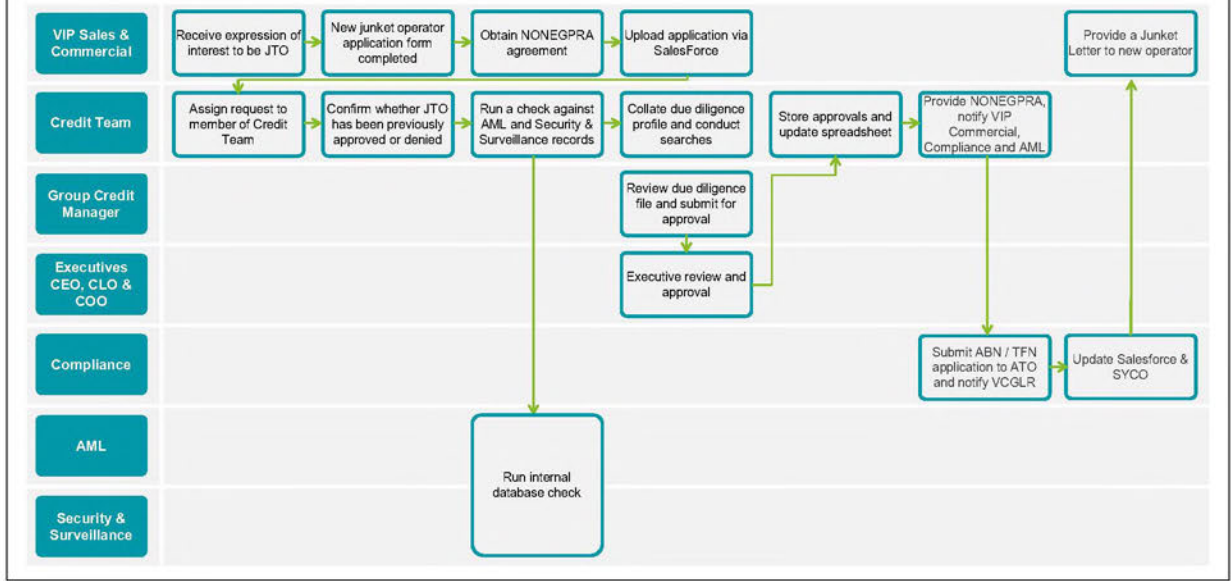 VIP Sales &
Commercial
Receive expression of
interest to be JTO
New junket operator
application form
completed
Obtain NONEGPRA
agreement
Upload application via
SalesForce
Provide a Junket
Letter to new operator
Credit Team
Assign request to
member of Credit
Team
Confirm whether JTO
has been previously
approved or denied
Run a check against
AML and Security &
Surveillance records
Collate due diligence
profile and conduct
searches
Store approvals and
update spreadsheet
Provide NONEGPRA,
notify VIP
Commercial,
Compliance and AML
Group Credit
Manager
Review due diligence
file and submit for
approval
Executives
CEO, CLO &
COO
Executive review and
approval
Compliance
Submit ABN / TFN
application to ATO
and notify VCGLR
Update Salesforce &
SYCO
AML
Run internal
database check
Security &
Surveillance